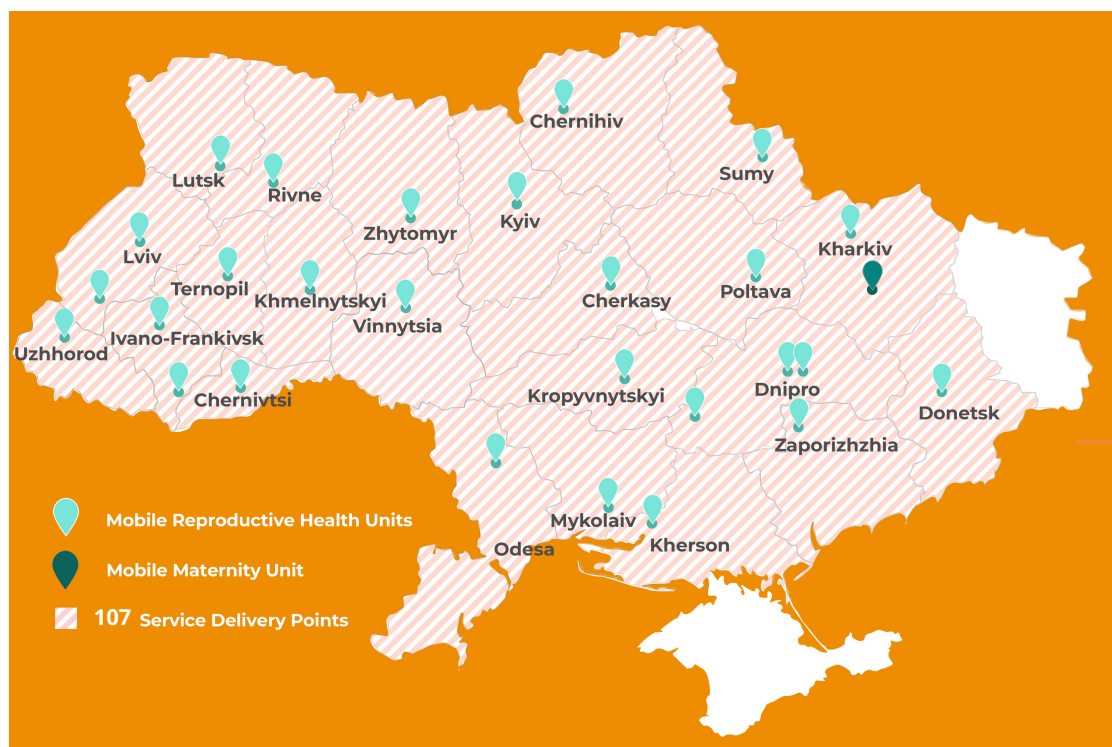 Chernihiv
Sumy
Lutsk
Rivne
Kyiv
Zhytomyr
Kharkiv
Lviv
Ternopil
Khmelnytskyi
Cherkasy
Poltava
Vinnytsia
Ivano-Frankivsk
Uzhhorod
Chernivtsi
Kropyvnytskyi
Dnipro
Donetsk
Zaporizhzhia
Mykolaiv
Kherson
Odesa
Mobile Reproductive Health Units
Mobile Maternity Unit
107 Service Delivery Points